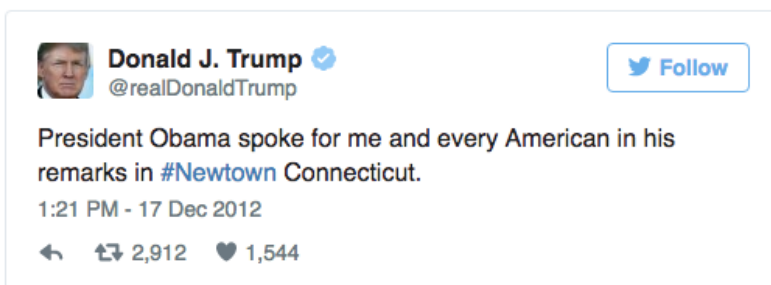 Donald J. Trump
@realDonaldTrump
Follow
President Obama spoke for me and every American in his
remarks in #Newtown Connecticut.
1:21 PM - 17 Dec 2012
2,912 1,544